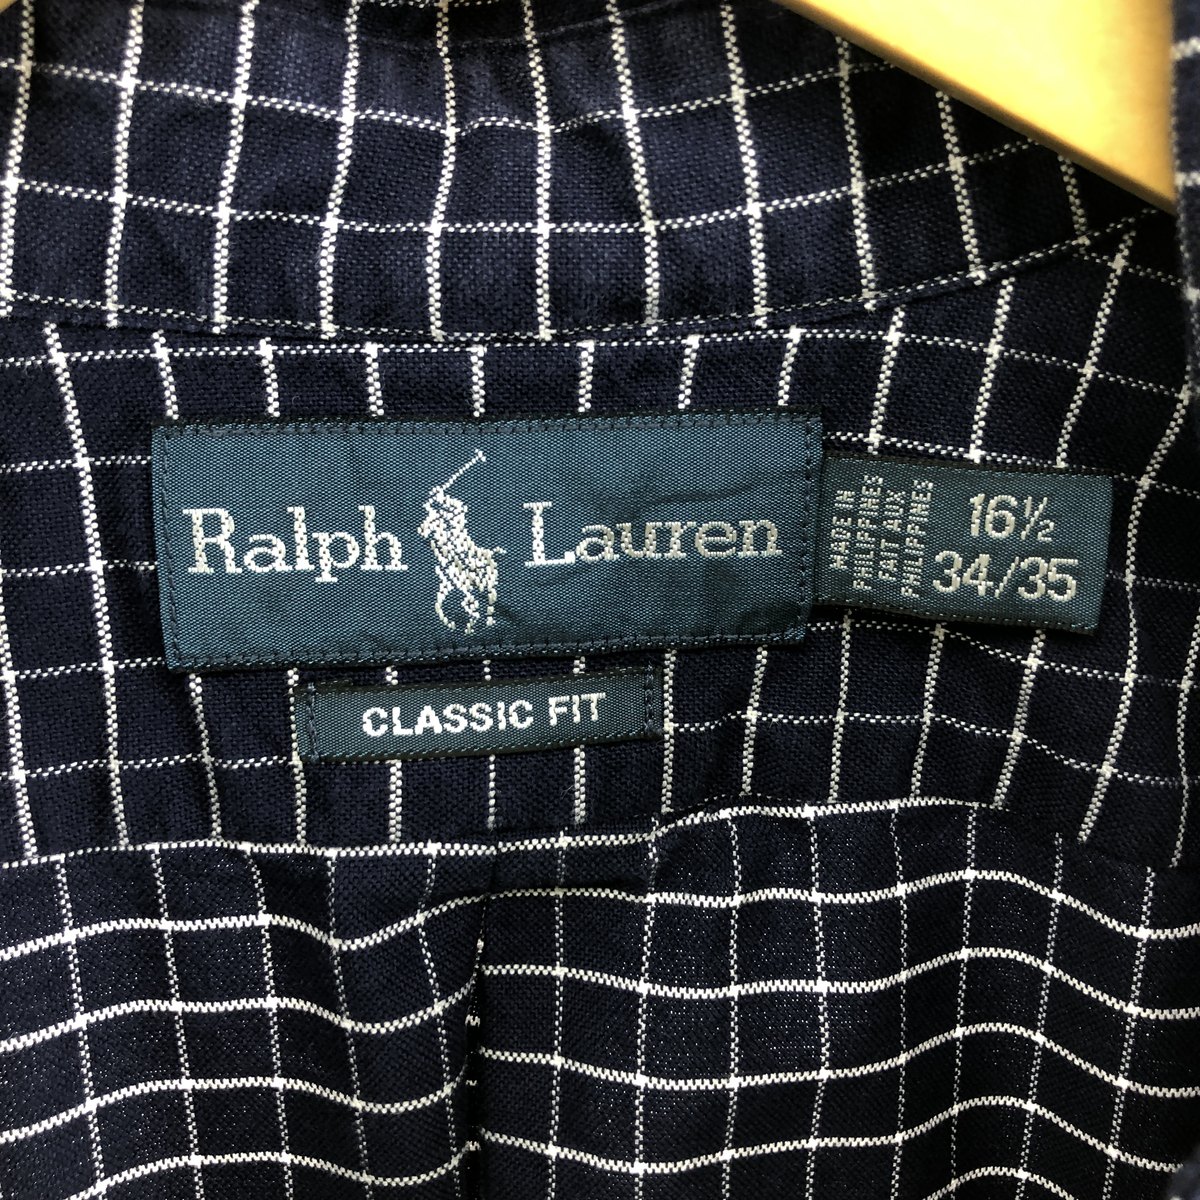 Ralph Lauren
MADE IN
PHILIPPINES
FAIT AUX
PHILIPPINES
16½
34/35
CLASSIC FIT